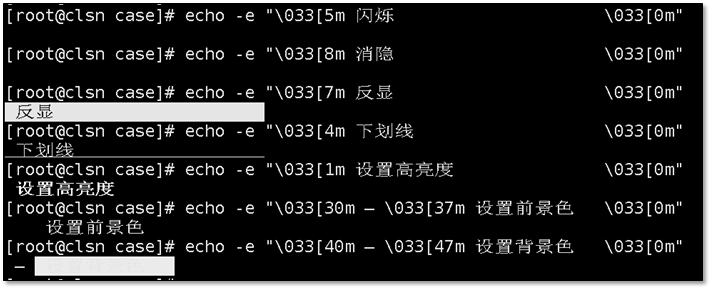 [root@clsn case]# echo -e "\033[5m 闪烁 \033[0m"
[root@clsn case]# echo -e "\033[8m 消隐 \033[0m"
[root@clsn case]# echo -e "\033[7m 反显 \033[0m"
反显
[root@clsn case]# echo -e "\033[4m 下划线 \033[0m"
下划线
[root@clsn case]# echo -e "\033[1m 设置高亮度 \033[0m"
设置高亮度
[root@clsn case]# echo -e "\033[30m — \033[37m 设置前景色 \033[0m"
设置前景色
[root@clsn case]# echo -e "\033[40m — \033[47m 设置背景色 \033[0m"
—